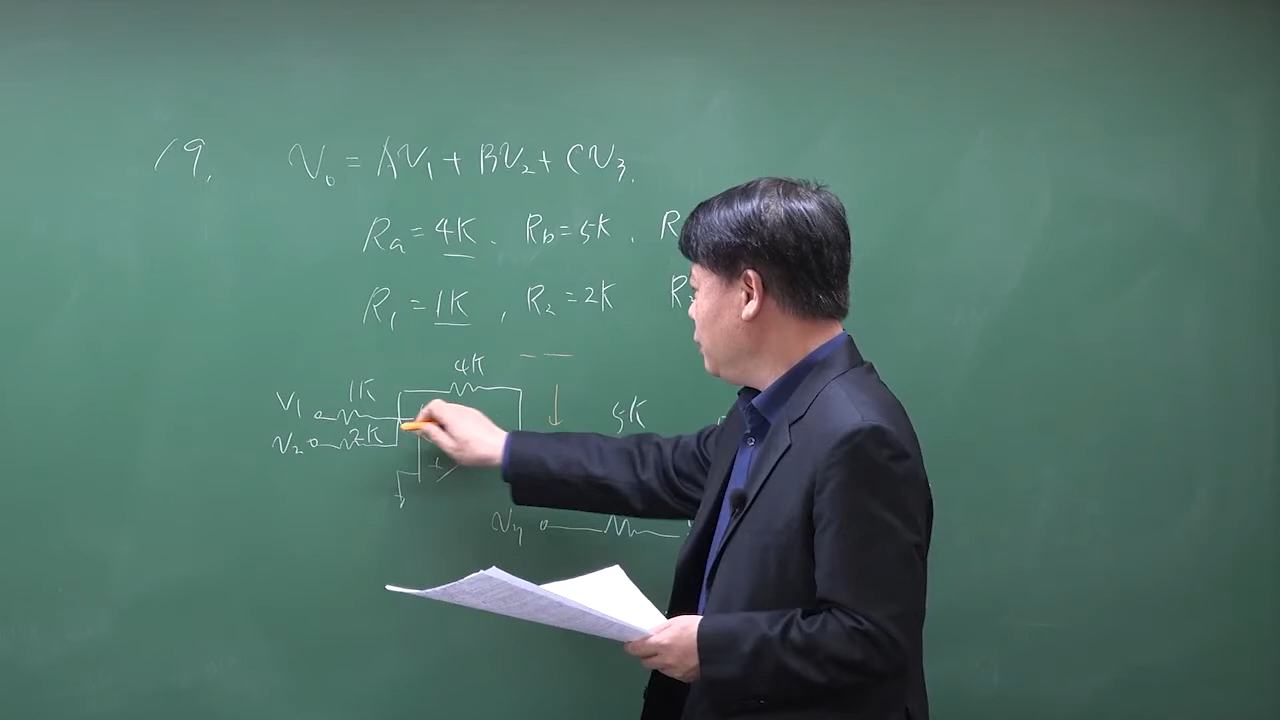 19. V₀ = AV₁ + BV₂ + CV₃.
Ra = 4K. Rb = 5K, R
R₁ = 1K, R₂ = 2K R
4K
V₁ 1K
5K
V₂ 2K
+